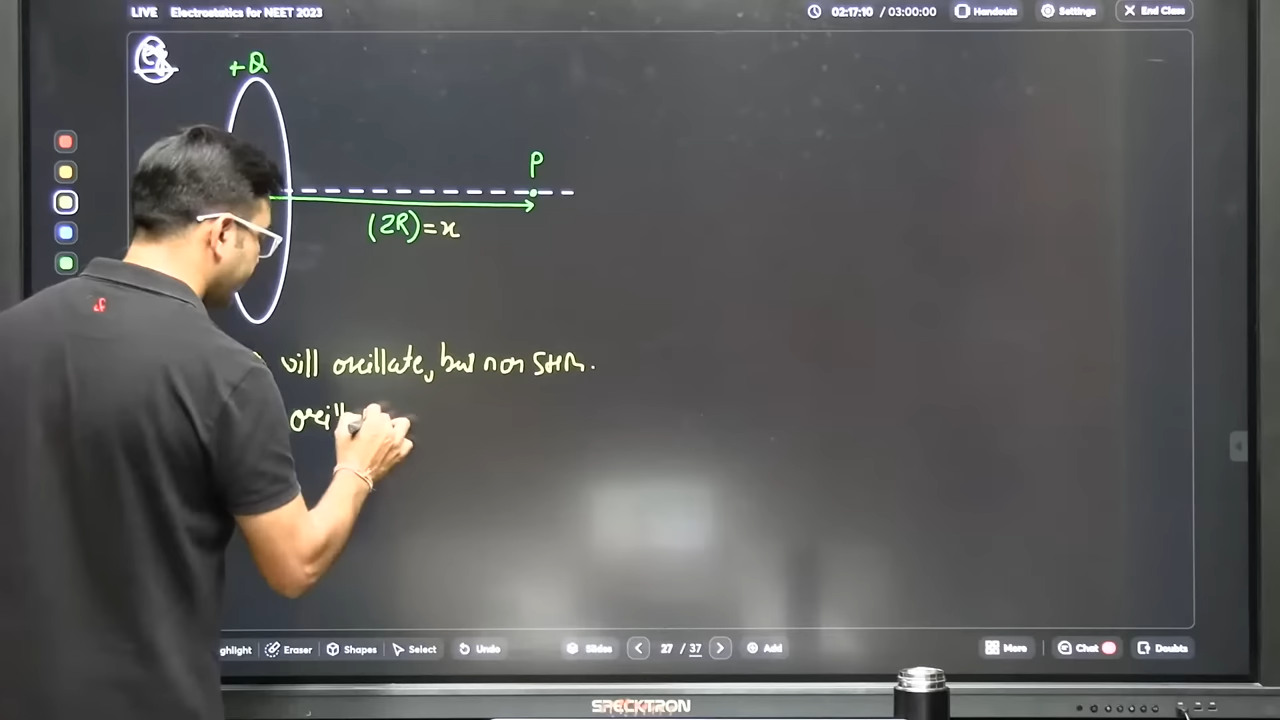 LIVE Electrostatics for NEET 2023
02:17:10 / 03:00:00 Handouts Settings End Class
+Q
P
(2R)=x
will oscillate, but non SHM.
Highlight Eraser Shapes Select Undo Slides 27 / 37 Add More Chat Doubts
SPECKTRON